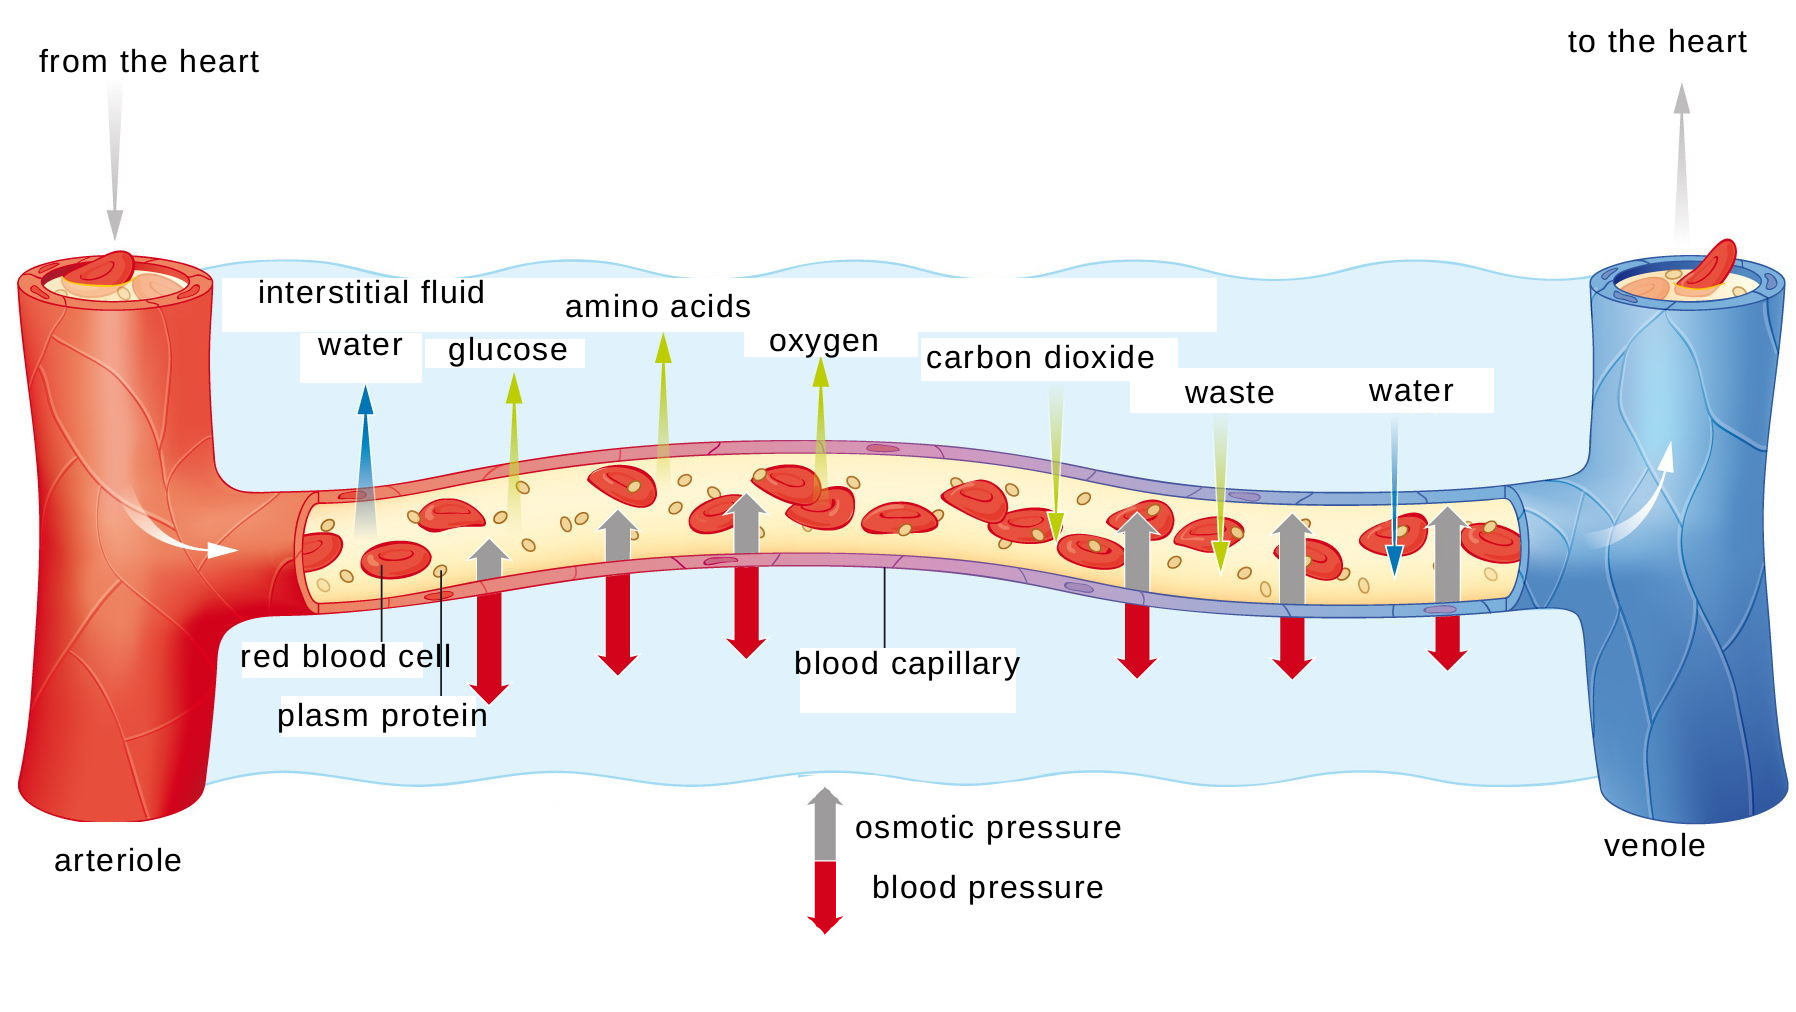 from the heart
to the heart
interstitial fluid
amino acids
water
glucose
oxygen
carbon dioxide
waste
water
red blood cell
blood capillary
plasm protein
osmotic pressure
blood pressure
arteriole
venole